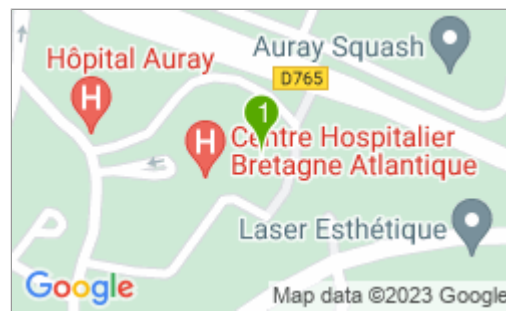 Auray Squash
Hôpital Auray
D765
H
1
H
Centre Hospitalier
Bretagne Atlantique
Laser Esthétique
Google
Map data ©2023 Google